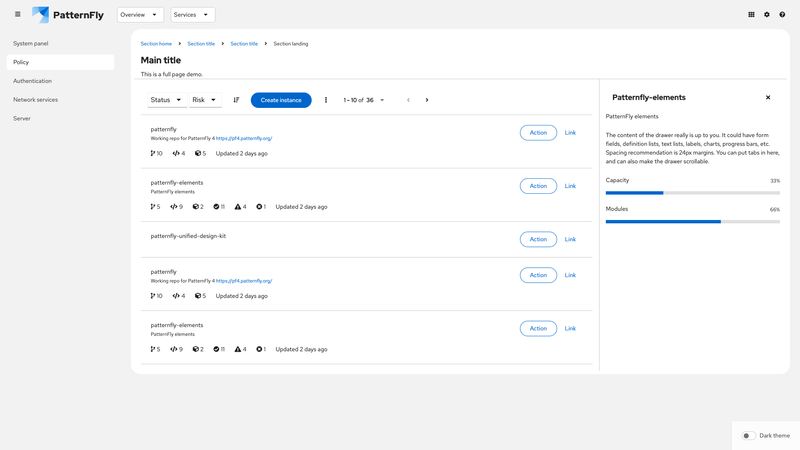 PatternFly
Overview
Services
System panel
Policy
Authentication
Network services
Server
Section home
Section title
Section title
Section landing
Main title
This is a full page demo.
Status
Risk
Create instance
1 - 10 of 36
patternfly
Working repo for PatternFly 4 https://pf4.patternfly.org/
10 4 5 Updated 2 days ago
Action
Link
patternfly-elements
PatternFly elements
5 9 2 11 4 1 Updated 2 days ago
Action
Link
patternfly-unified-design-kit
Action
Link
patternfly
Working repo for PatternFly 4 https://pf4.patternfly.org/
10 4 5 Updated 2 days ago
Action
Link
patternfly-elements
PatternFly elements
5 9 2 11 4 1 Updated 2 days ago
Action
Link
Patternfly-elements
PatternFly elements
The content of the drawer really is up to you. It could have form
fields, definition lists, text lists, labels, charts, progress bars, etc.
Spacing recommendation is 24px margins. You can put tabs in here,
and can also make the drawer scrollable.
Capacity
33%
Modules
66%
Dark theme